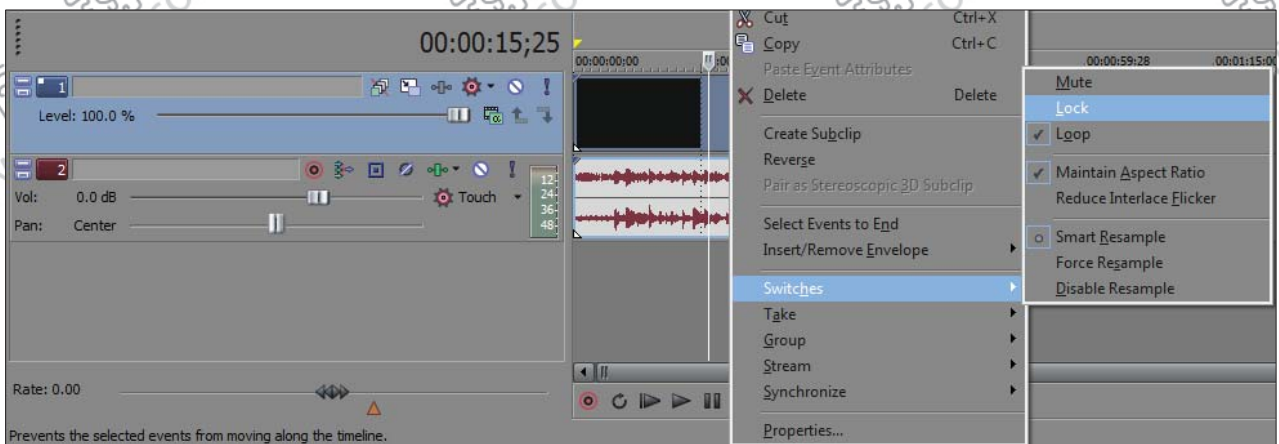 00:00:15;25
1
Level: 100.0 %
2
Vol: 0.0 dB
Touch
12
24
36
48
Pan: Center
Rate: 0.00
Prevents the selected events from moving along the timeline.
00:00:00;00
00:00:59:28
00:01:15:00
Cut Ctrl+X
Copy Ctrl+C
Paste Event Attributes
Delete Delete
Create Subclip
Reverse
Pair as Stereoscopic 3D Subclip
Select Events to End
Insert/Remove Envelope
Switches
Take
Group
Stream
Synchronize
Properties...
Mute
Lock
Loop
Maintain Aspect Ratio
Reduce Interlace Flicker
Smart Resample
Force Resample
Disable Resample